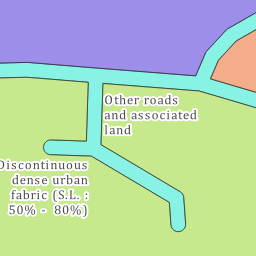 Other roads
and associated
land
Discontinuous
dense urban
fabric (S.L. :
50% - 80%)